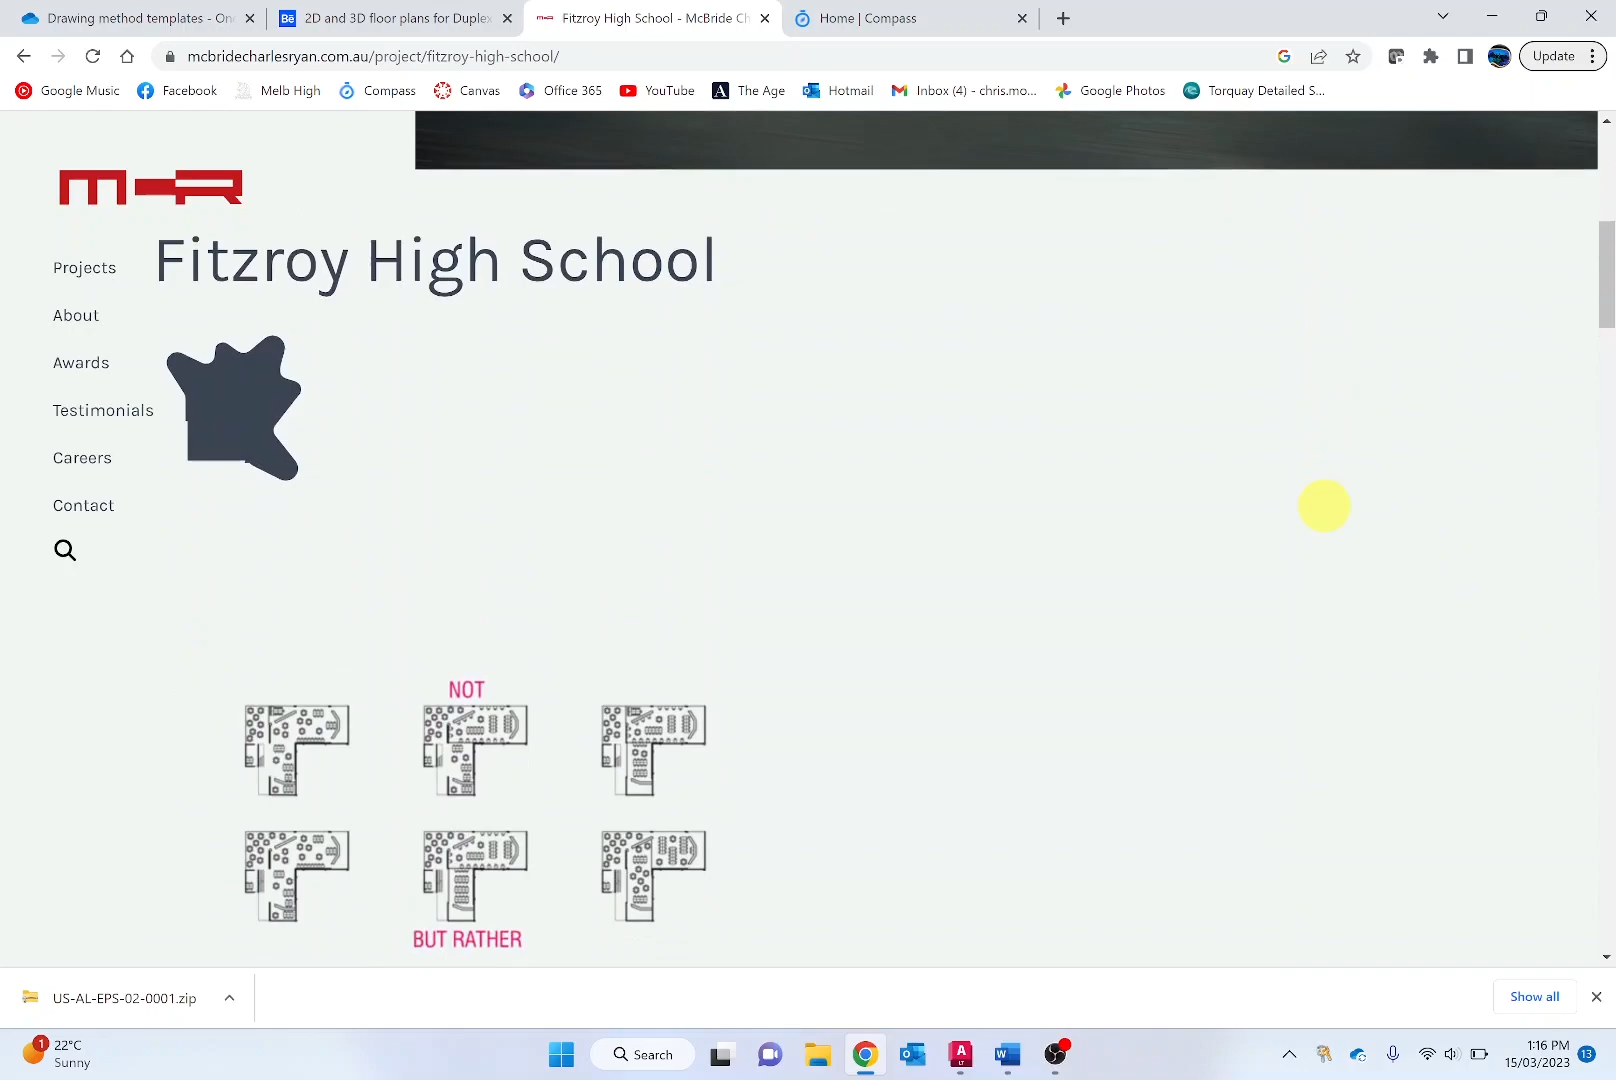 Drawing method templates - On
2D and 3D floor plans for Duplex
Fitzroy High School - McBride Ch
Home | Compass
mcbridecharlesryan.com.au/project/fitzroy-high-school/
Update
Google Music
Facebook
Melb High
Compass
Canvas
Office 365
YouTube
The Age
Hotmail
Inbox (4) - chris.mo...
Google Photos
Torquay Detailed S...
Fitzroy High School
Projects
About
Awards
Testimonials
Careers
Contact
NOT
BUT RATHER
US-AL-EPS-02-0001.zip
Show all
1
22°C
Sunny
Search
1:16 PM
15/03/2023
13